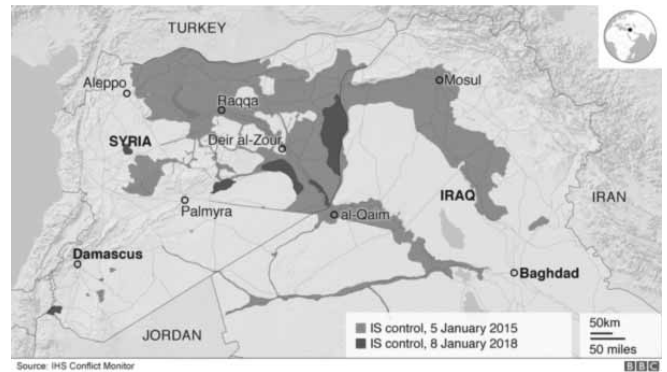 TURKEY
Aleppo
Mosul
Raqqa
SYRIA
Deir al-Zour
IRAN
IRAQ
Palmyra
al-Qaim
Damascus
Baghdad
JORDAN
IS control, 5 January 2015
IS control, 8 January 2018
50km
50 miles
Source: IHS Conflict Monitor
BBC